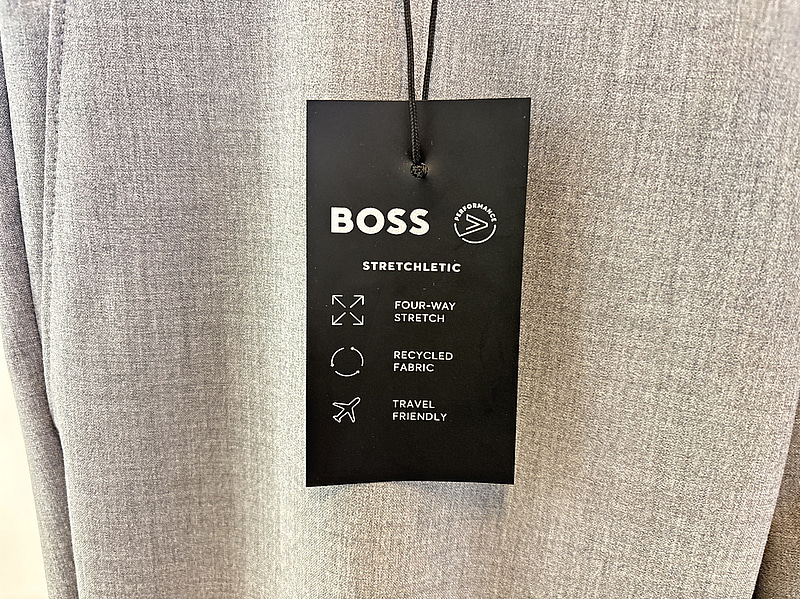 BOSS
PERFORMANCE
STRETCHLETIC
FOUR-WAY
STRETCH
RECYCLED
FABRIC
TRAVEL
FRIENDLY